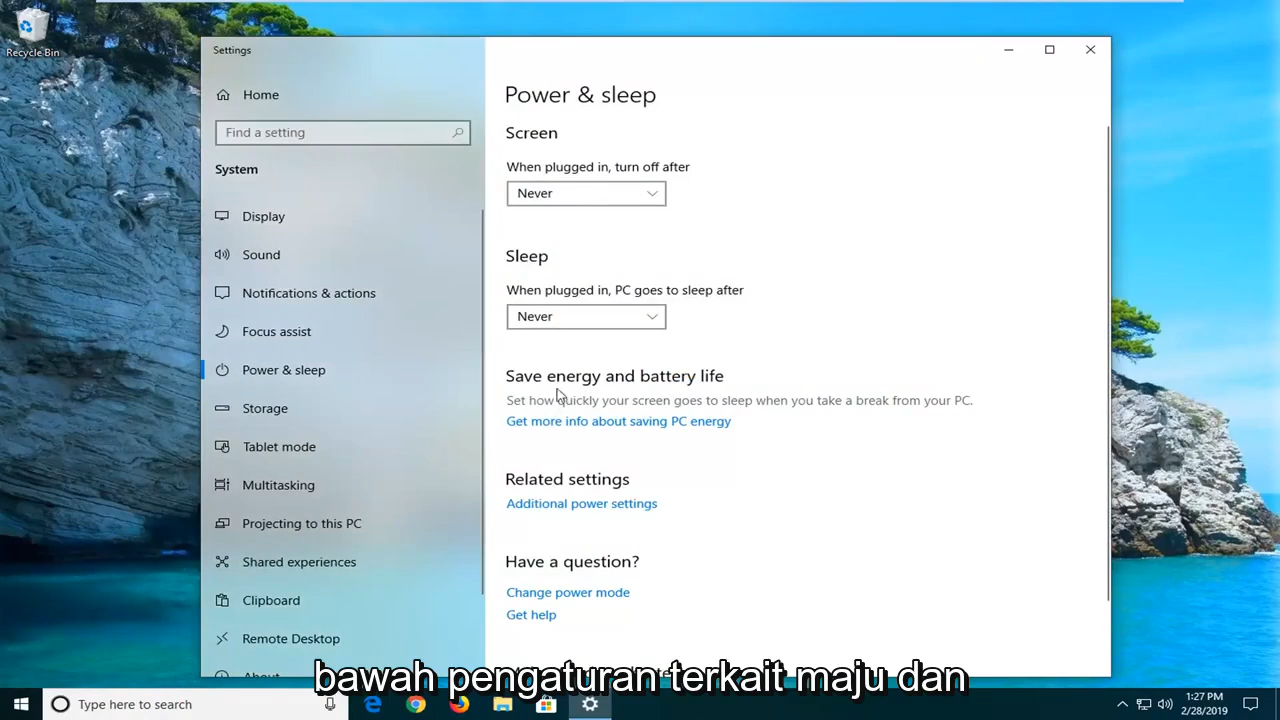 Recycle Bin
Settings
Home
Find a setting
System
Display
Sound
Notifications & actions
Focus assist
Power & sleep
Storage
Tablet mode
Multitasking
Projecting to this PC
Shared experiences
Clipboard
Remote Desktop
About
Power & sleep
Screen
When plugged in, turn off after
Never
Sleep
When plugged in, PC goes to sleep after
Never
Save energy and battery life
Set how quickly your screen goes to sleep when you take a break from your PC.
Get more info about saving PC energy
Related settings
Additional power settings
Have a question?
Change power mode
Get help
bawah pengaturan terkait maju dan
Type here to search
1:27 PM
2/28/2019